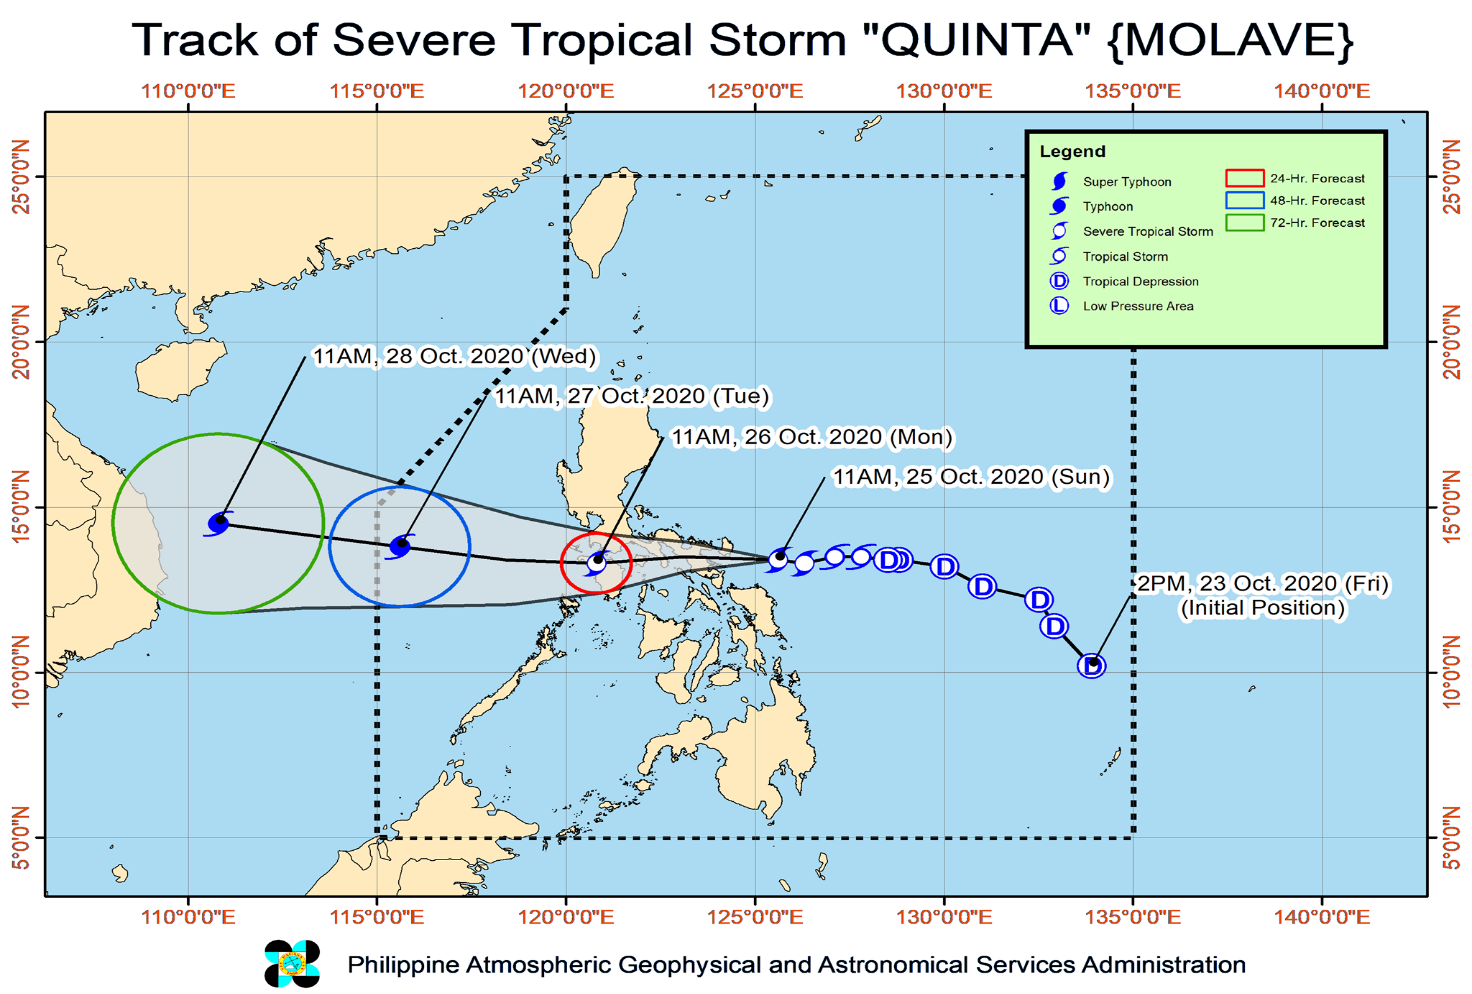 Track of Severe Tropical Storm "QUINTA" {MOLAVE}
110°0'0"E 115°0'0"E 120°0'0"E 125°0'0"E 130°0'0"E 135°0'0"E 140°0'0"E
Legend
Super Typhoon
Typhoon
Severe Tropical Storm
Tropical Storm
D Tropical Depression
L Low Pressure Area
24-Hr. Forecast
48-Hr. Forecast
72-Hr. Forecast
25°0'0"N 25°0'0"N
20°0'0"N 20°0'0"N
11AM, 28 Oct. 2020 (Wed)
11AM, 27 Oct. 2020 (Tue)
11AM, 26 Oct. 2020 (Mon)
11AM, 25 Oct. 2020 (Sun)
15°0'0"N 15°0'0"N
D D D D D D
2PM, 23 Oct. 2020 (Fri)
(Initial Position)
D
10°0'0"N 10°0'0"N
5°0'0"N 5°0'0"N
110°0'0"E 115°0'0"E 120°0'0"E 125°0'0"E 130°0'0"E 135°0'0"E 140°0'0"E
Philippine Atmospheric Geophysical and Astronomical Services Administration